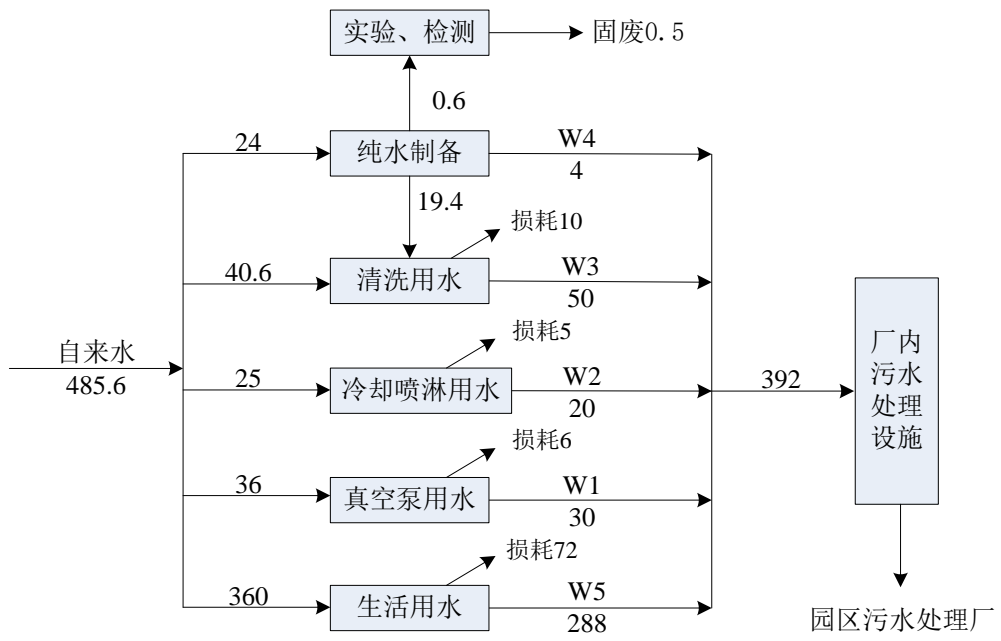 实验、检测
固废0.5
0.6
24
纯水制备
W4
4
19.4
损耗10
40.6
清洗用水
W3
50
自来水
485.6
损耗5
25
冷却喷淋用水
W2
20
392
厂内
污水
处理
设施
损耗6
36
真空泵用水
W1
30
损耗72
360
生活用水
W5
288
园区污水处理厂